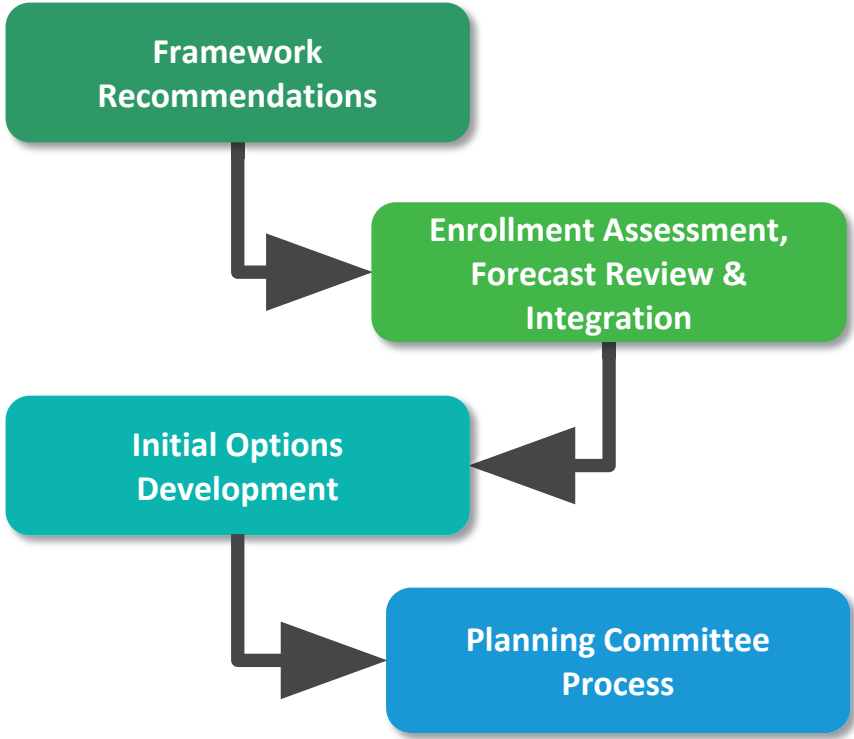 Framework
Recommendations
Enrollment Assessment,
Forecast Review &
Integration
Initial Options
Development
Planning Committee
Process